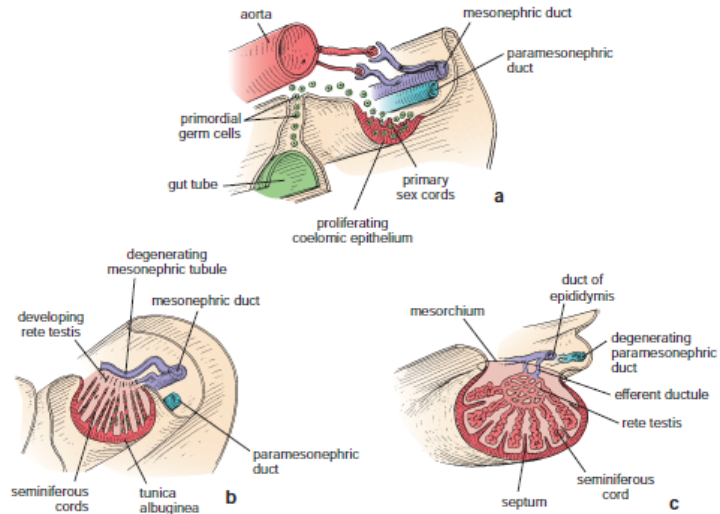 aorta
mesonephric duct
paramesonephric
duct
primordial
germ cells
gut tube
primary
sex cords
a
proliferating
coelomic epithelium
degenerating
mesonephric tubule
mesonephric duct
developing
rete testis
paramesonephric
duct
seminiferous
cords
tunica
albuginea
b
duct of
epididymis
mesorchium
degenerating
paramesonephric
duct
efferent ductule
rete testis
seminiferous
cord
septum
c